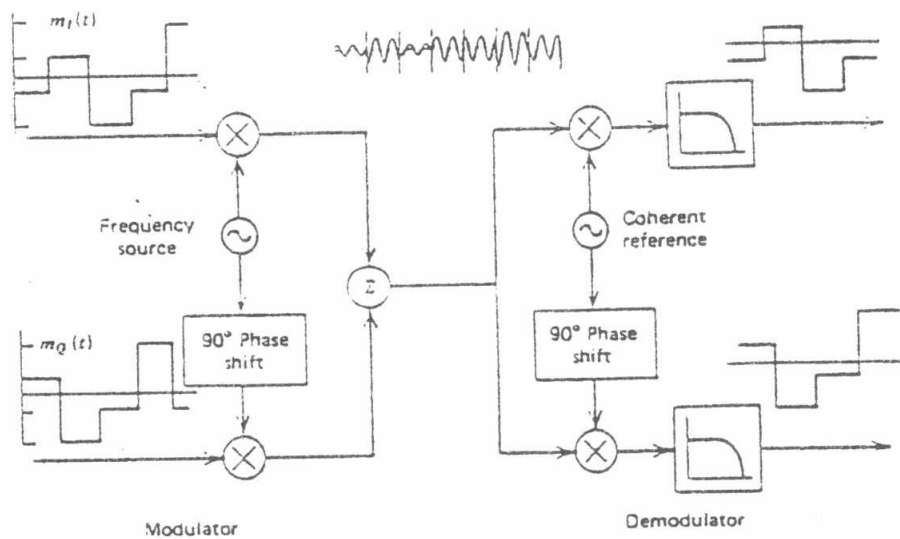 m_I(t)
Frequency
source
Coherent
reference
Σ
m_Q(t)
90° Phase
shift
90° Phase
shift
Modulator
Demodulator